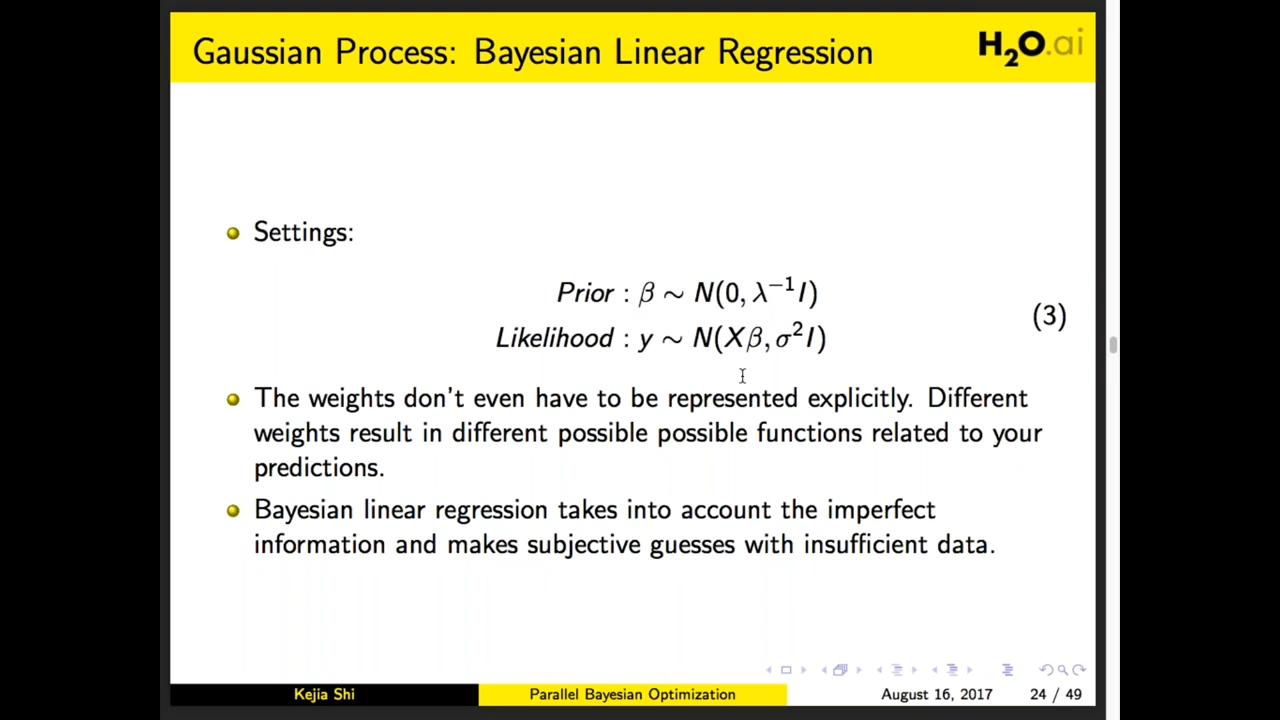 Gaussian Process: Bayesian Linear Regression
H₂O.ai
Settings:
Prior : β ∼ N(0, λ⁻¹I)
Likelihood : y ∼ N(Xβ, σ²I)
(3)
The weights don't even have to be represented explicitly. Different
weights result in different possible possible functions related to your
predictions.
Bayesian linear regression takes into account the imperfect
information and makes subjective guesses with insufficient data.
Kejia Shi
Parallel Bayesian Optimization
August 16, 2017
24 / 49